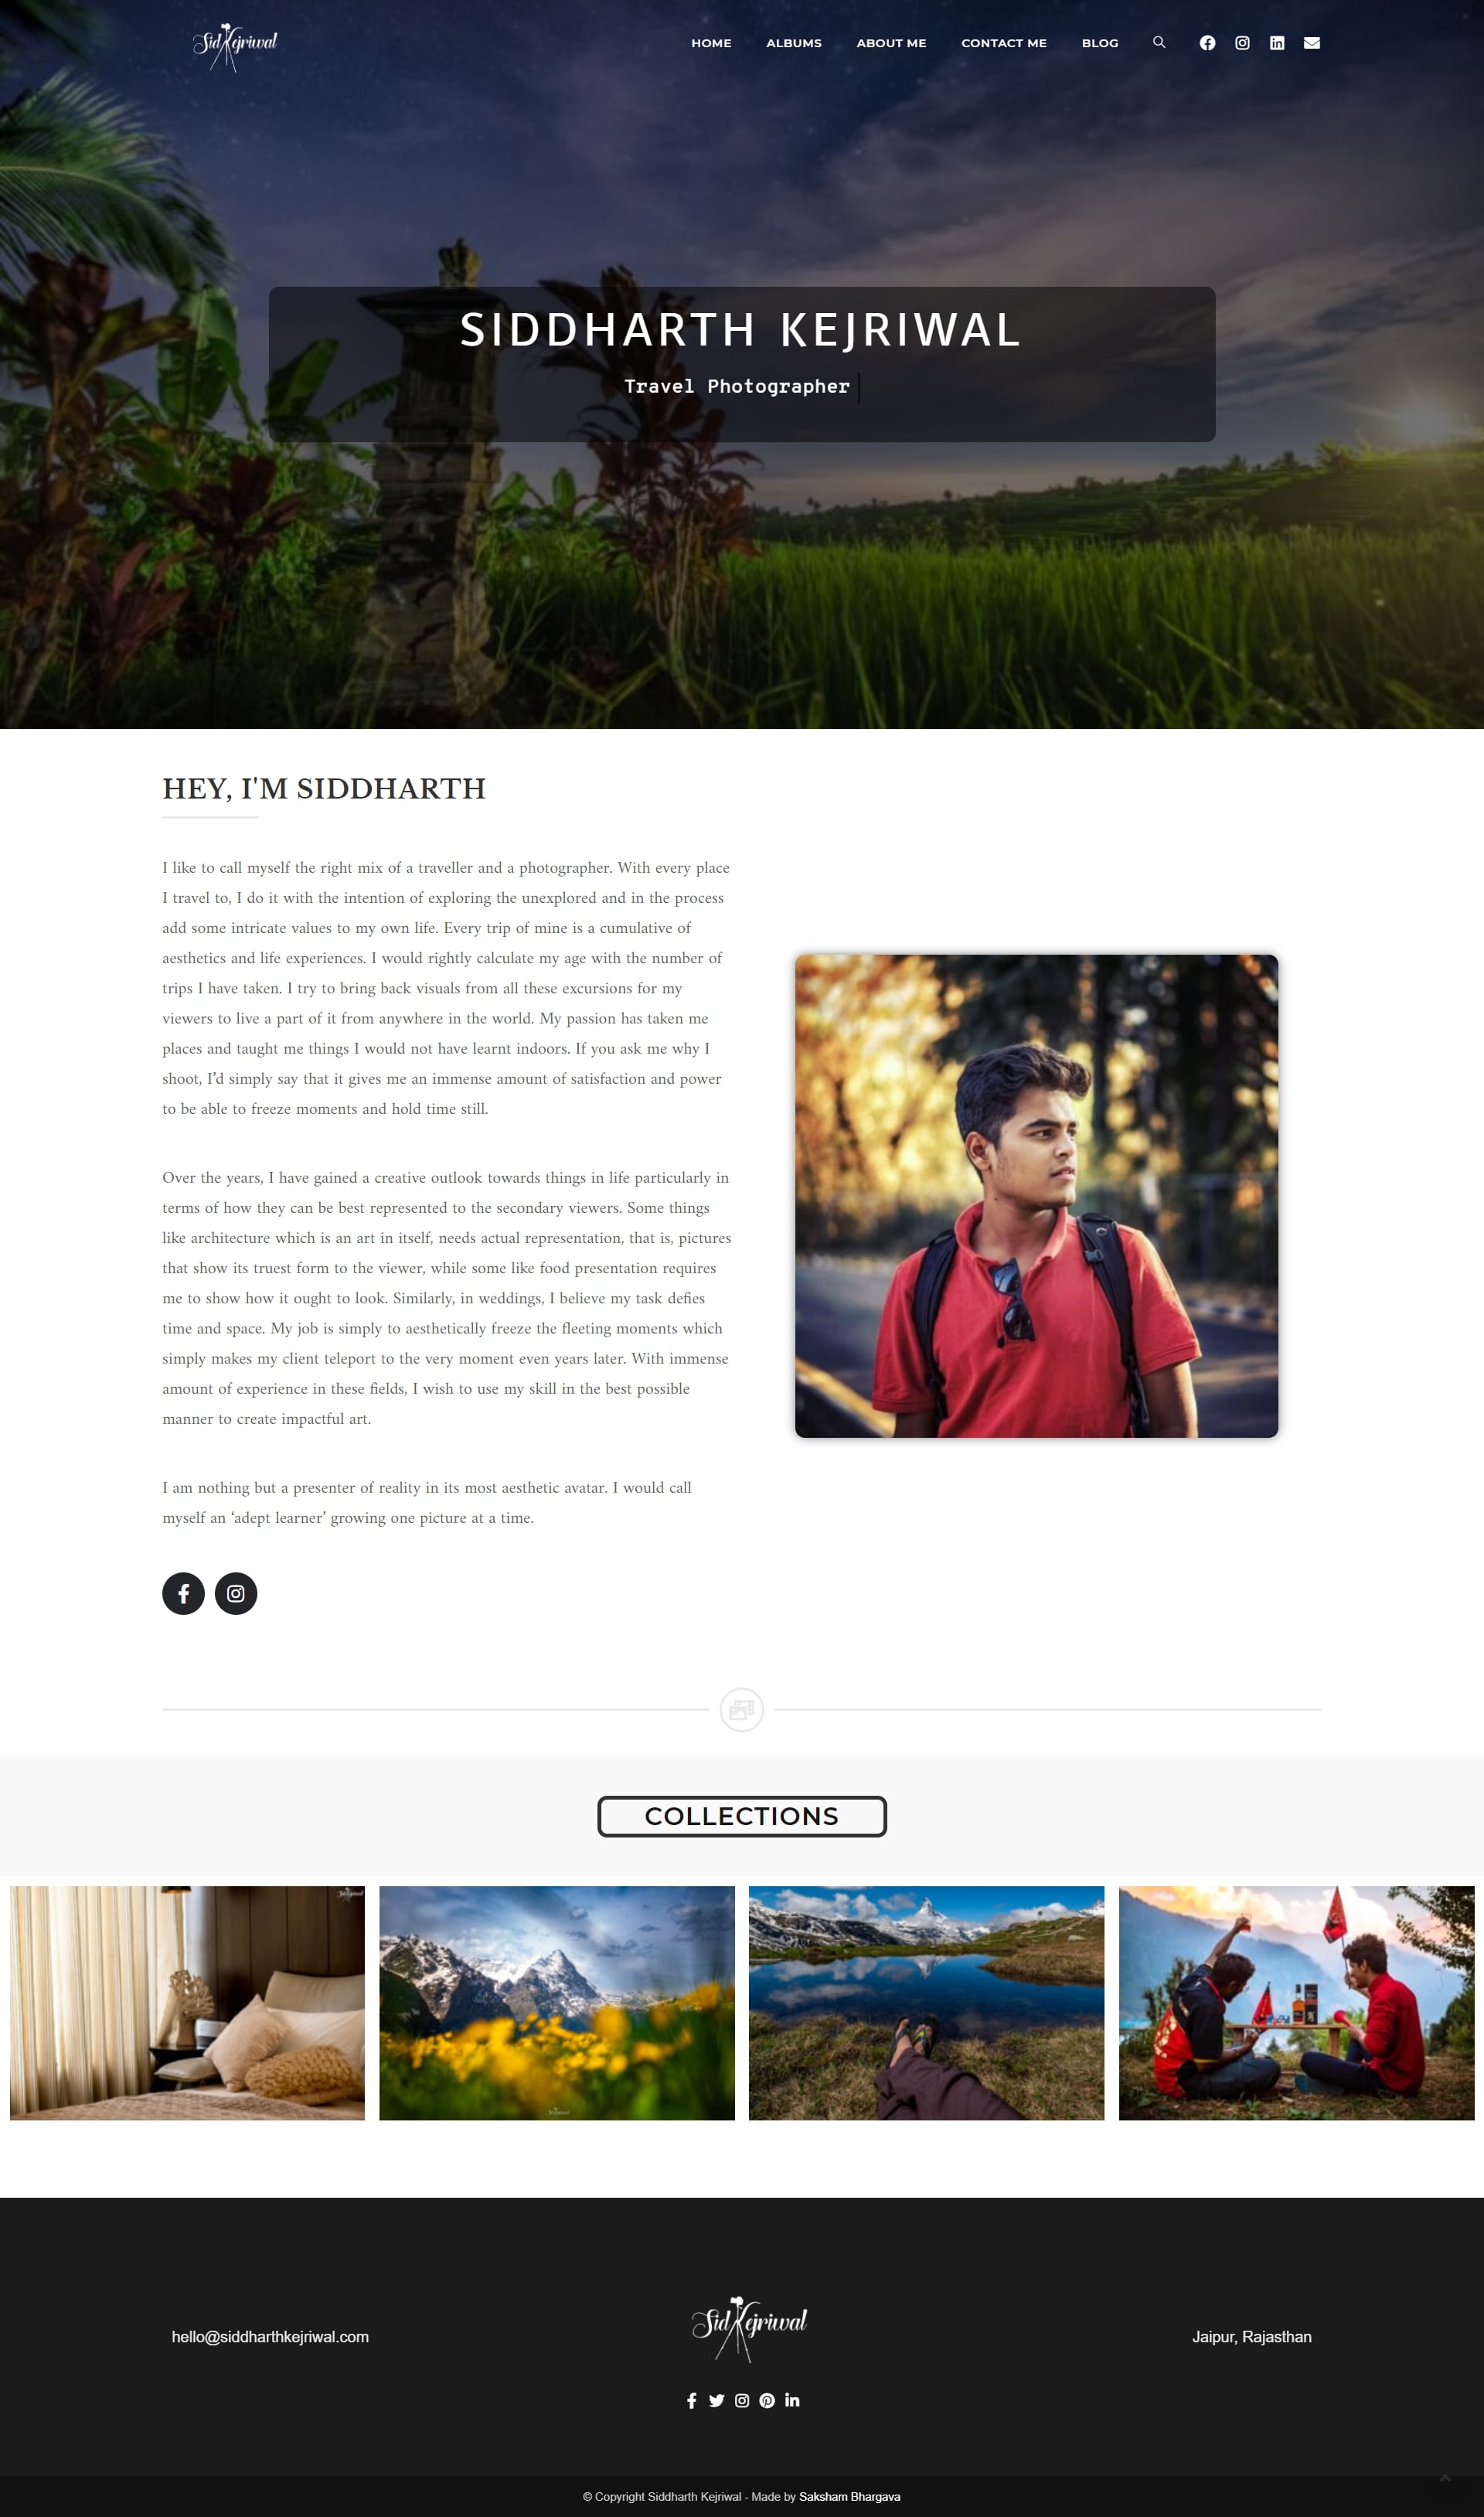 Sid Kejriwal
HOME ALBUMS ABOUT ME CONTACT ME BLOG
SIDDHARTH KEJRIWAL
Travel Photographer
HEY, I'M SIDDHARTH
I like to call myself the right mix of a traveller and a photographer. With every place
I travel to, I do it with the intention of exploring the unexplored and in the process
add some intricate values to my own life. Every trip of mine is a cumulative of
aesthetics and life experiences. I would rightly calculate my age with the number of
trips I have taken. I try to bring back visuals from all these excursions for my
viewers to live a part of it from anywhere in the world. My passion has taken me
places and taught me things I would not have learnt indoors. If you ask me why I
shoot, I’d simply say that it gives me an immense amount of satisfaction and power
to be able to freeze moments and hold time still.
Over the years, I have gained a creative outlook towards things in life particularly in
terms of how they can be best represented to the secondary viewers. Some things
like architecture which is an art in itself, needs actual representation, that is, pictures
that show its truest form to the viewer, while some like food presentation requires
me to show how it ought to look. Similarly, in weddings, I believe my task defies
time and space. My job is simply to aesthetically freeze the fleeting moments which
simply makes my client teleport to the very moment even years later. With immense
amount of experience in these fields, I wish to use my skill in the best possible
manner to create impactful art.
I am nothing but a presenter of reality in its most aesthetic avatar. I would call
myself an ‘adept learner’ growing one picture at a time.
COLLECTIONS
Sid Kejriwal
hello@siddharthkejriwal.com
Jaipur, Rajasthan
© Copyright Siddharth Kejriwal - Made by Saksham Bhargava